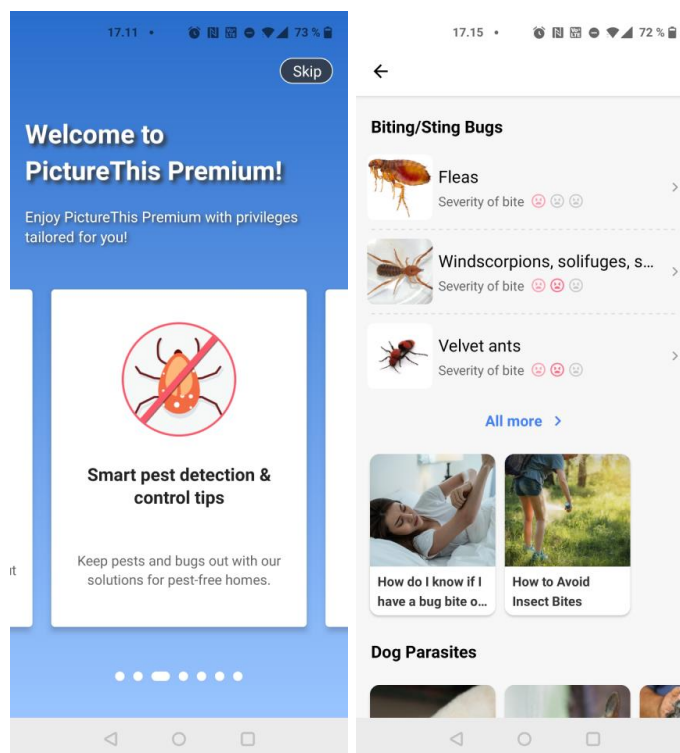 17.11 •
73 %
Skip
Welcome to
PictureThis Premium!
Enjoy PictureThis Premium with privileges
tailored for you!
Smart pest detection &
control tips
Keep pests and bugs out with our
solutions for pest-free homes.
17.15 •
72 %
Biting/Sting Bugs
Fleas
Severity of bite
Windscorpions, solifuges, s...
Severity of bite
Velvet ants
Severity of bite
All more
How do I know if I
have a bug bite o...
How to Avoid
Insect Bites
Dog Parasites